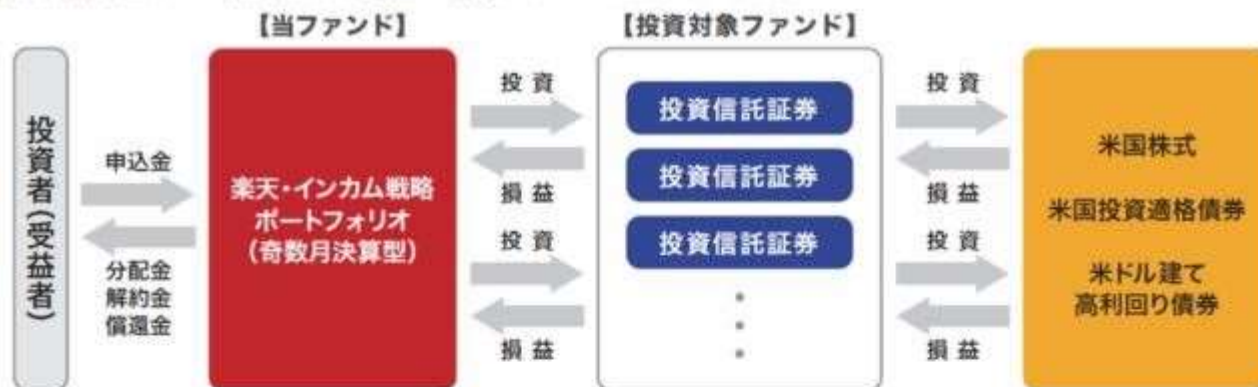 【当ファンド】
【投資対象ファンド】
投資者(受益者)
申込金
分配金
解約金
償還金
楽天・インカム戦略
ポートフォリオ
(奇数月決算型)
投資
損益
投資
損益
投資信託証券
投資信託証券
投資信託証券
投資
損益
投資
損益
米国株式
米国投資適格債券
米ドル建て
高利回り債券